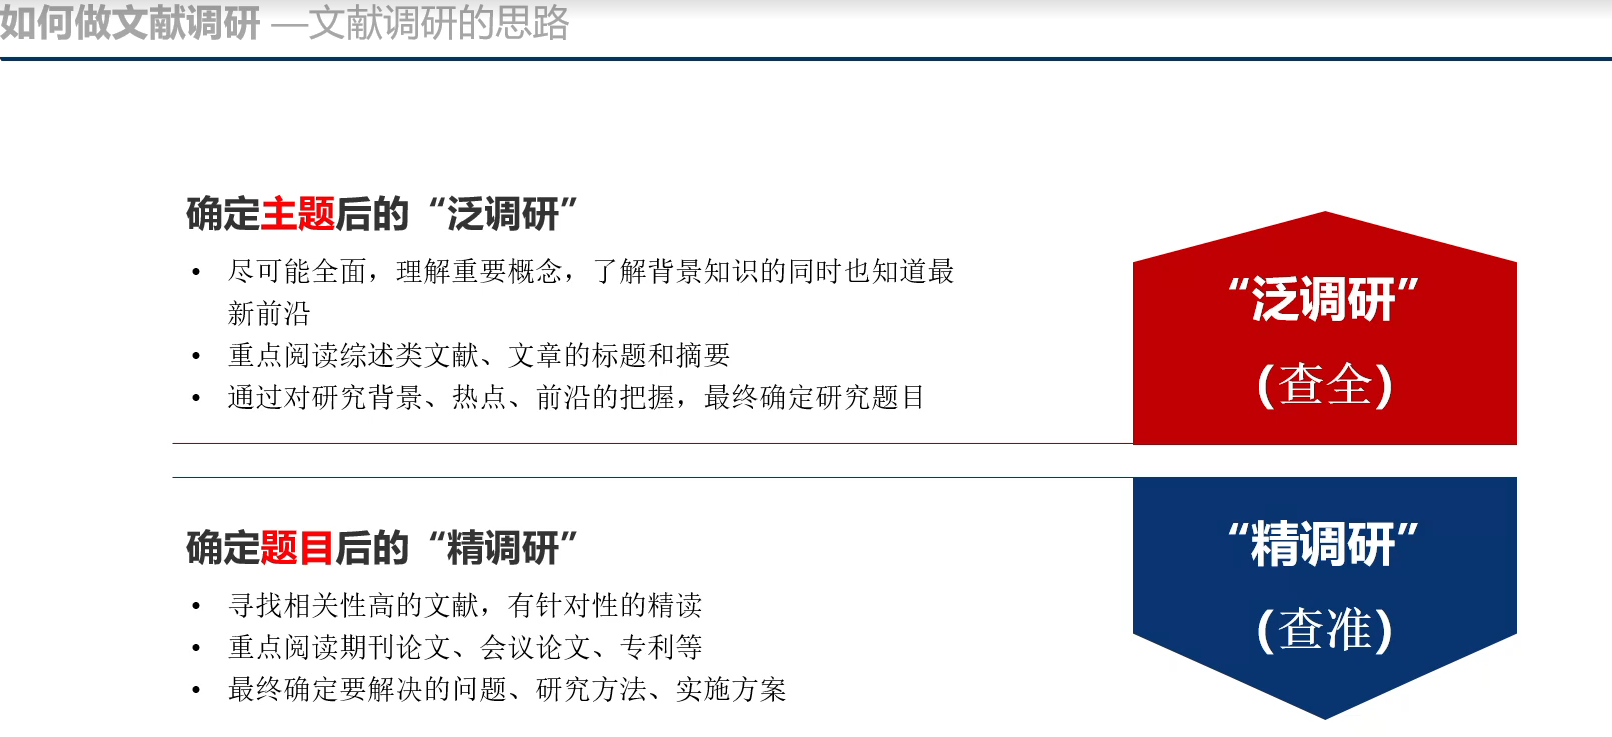 如何做文献调研 —文献调研的思路
确定主题后的“泛调研”
• 尽可能全面，理解重要概念，了解背景知识的同时也知道最
新前沿
• 重点阅读综述类文献、文章的标题和摘要
• 通过对研究背景、热点、前沿的把握，最终确定研究题目
“泛调研”
(查全)
确定题目后的“精调研”
• 寻找相关性高的文献，有针对性的精读
• 重点阅读期刊论文、会议论文、专利等
• 最终确定要解决的问题、研究方法、实施方案
“精调研”
(查准)